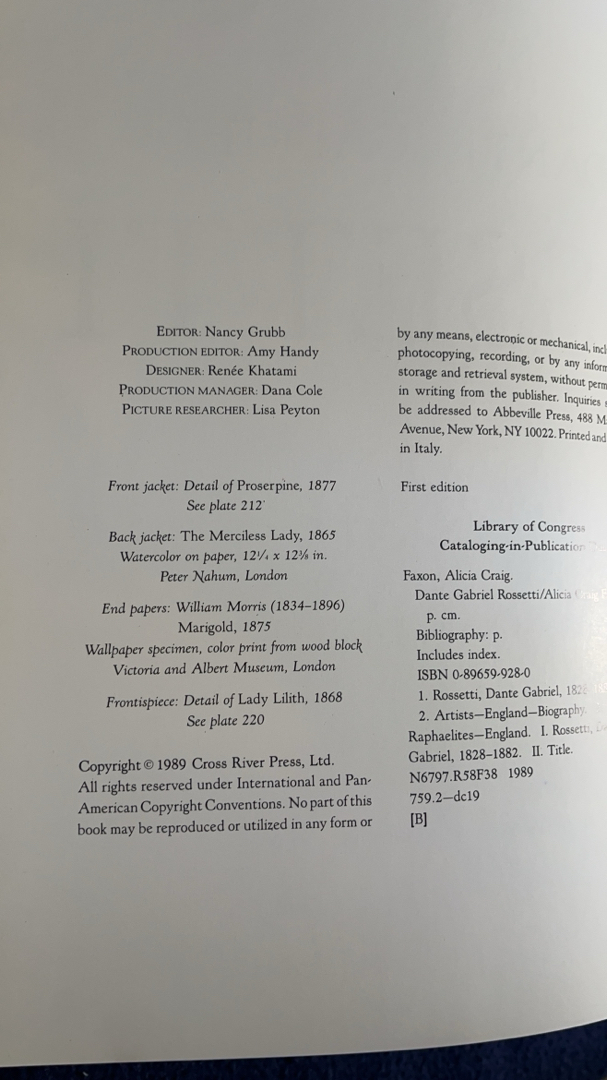 EDITOR: Nancy Grubb
PRODUCTION EDITOR: Amy Handy
DESIGNER: Renée Khatami
PRODUCTION MANAGER: Dana Cole
PICTURE RESEARCHER: Lisa Peyton
Front jacket: Detail of Proserpine, 1877
See plate 212
Back jacket: The Merciless Lady, 1865
Watercolor on paper, 12¼ x 12⅜ in.
Peter Nahum, London
End papers: William Morris (1834–1896)
Marigold, 1875
Wallpaper specimen, color print from wood block
Victoria and Albert Museum, London
Frontispiece: Detail of Lady Lilith, 1868
See plate 220
Copyright © 1989 Cross River Press, Ltd.
All rights reserved under International and Pan-
American Copyright Conventions. No part of this
book may be reproduced or utilized in any form or
by any means, electronic or mechanical,
photocopying, recording, or by any
storage and retrieval system, without
in writing from the publisher. Inquiries
be addressed to Abbeville Press, 488
Avenue, New York, NY 10022. Printed and
in Italy.
First edition
Library of Congress
Cataloging-in-Publication
Faxon, Alicia Craig.
Dante Gabriel Rossetti/Alicia
p. cm.
Bibliography: p.
Includes index.
ISBN 0-89659-928-0
1. Rossetti, Dante Gabriel,
2. Artists—England—Biography.
Raphaelites—England. I. Rossetti,
Gabriel, 1828–1882. II. Title.
N6797.R58F38 1989
759.2—dc19
[B]